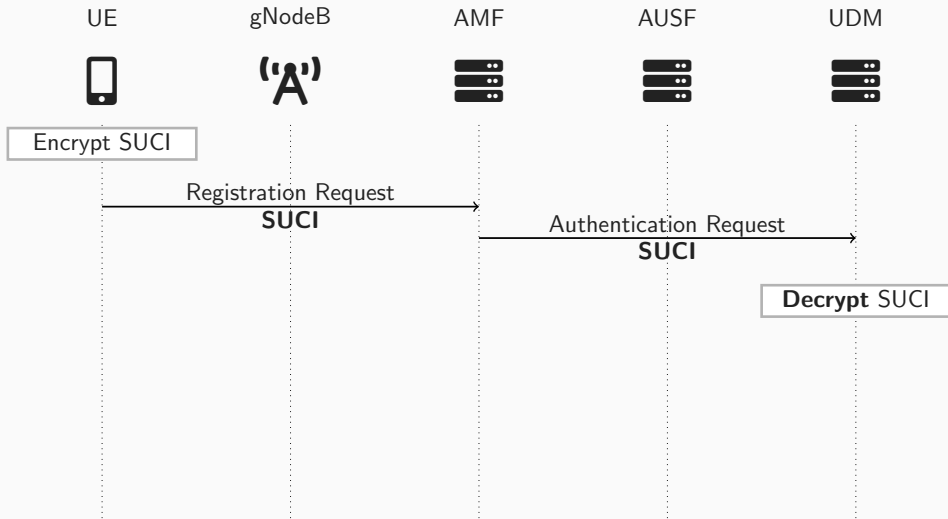 UE gNodeB AMF AUSF UDM
Encrypt SUCI
Registration Request
SUCI
Authentication Request
SUCI
Decrypt SUCI